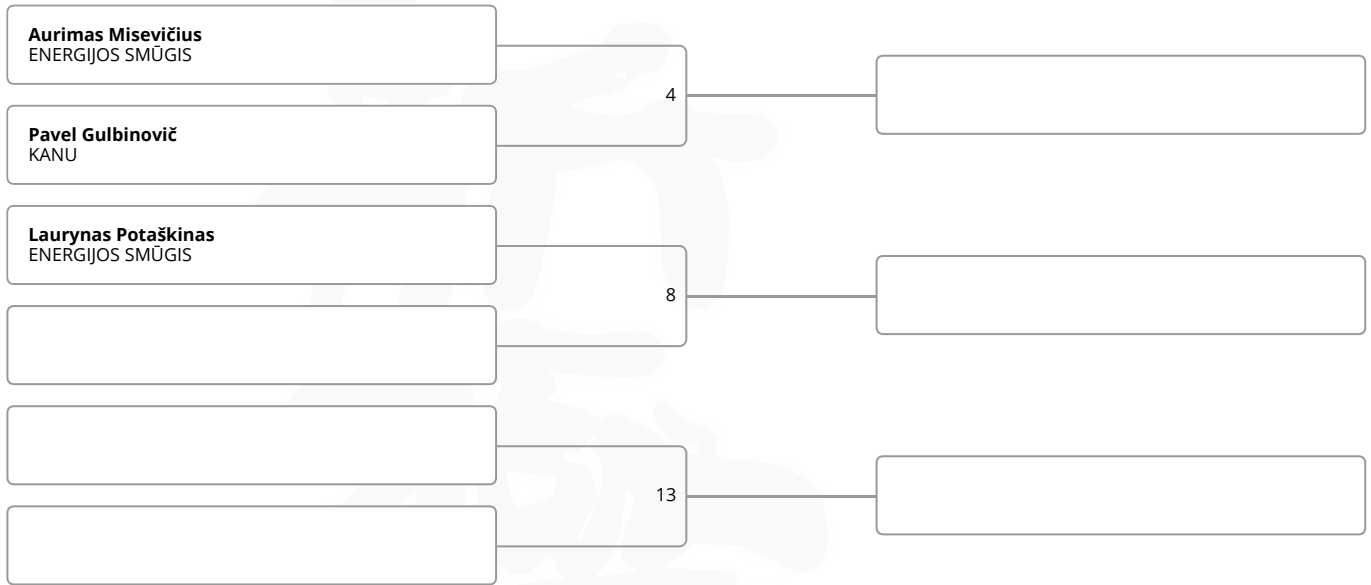 Aurimas Misevičius
ENERGIJOS SMŪGIS
4
Pavel Gulbinovič
KANU
Laurynas Potaškinas
ENERGIJOS SMŪGIS
8
13